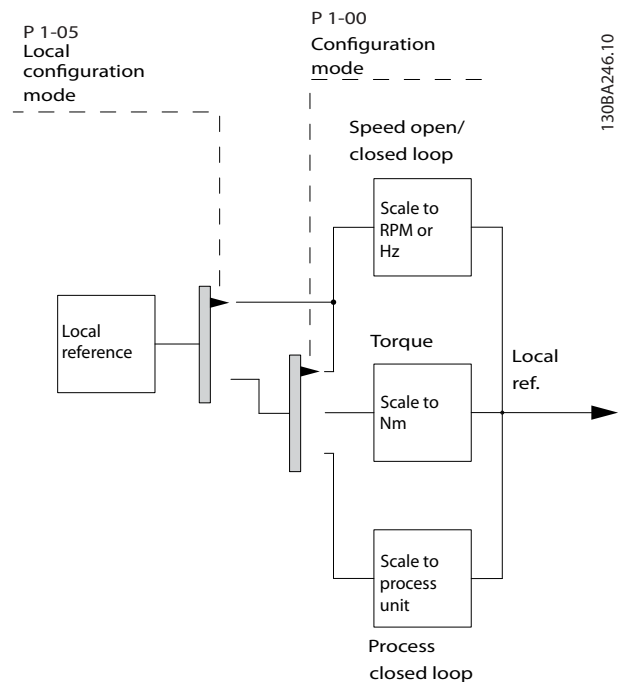 P 1-05
Local
configuration
mode
P 1-00
Configuration
mode
130BA246.10
Speed open/
closed loop
Scale to
RPM or
Hz
Local
reference
Torque
Scale to
Nm
Local
ref.
Scale to
process
unit
Process
closed loop